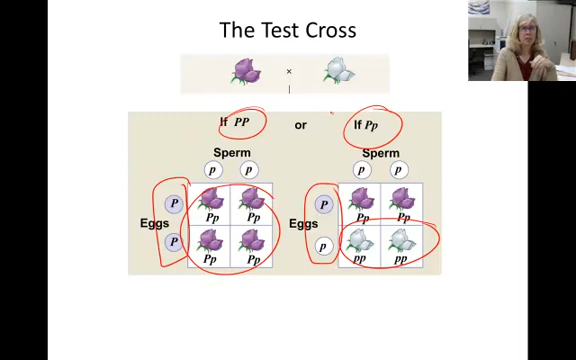 The Test Cross
×
If PP or If Pp
Sperm Sperm
p p p p
P P
Pp Pp Pp Pp
Eggs Eggs
P p
Pp Pp pp pp